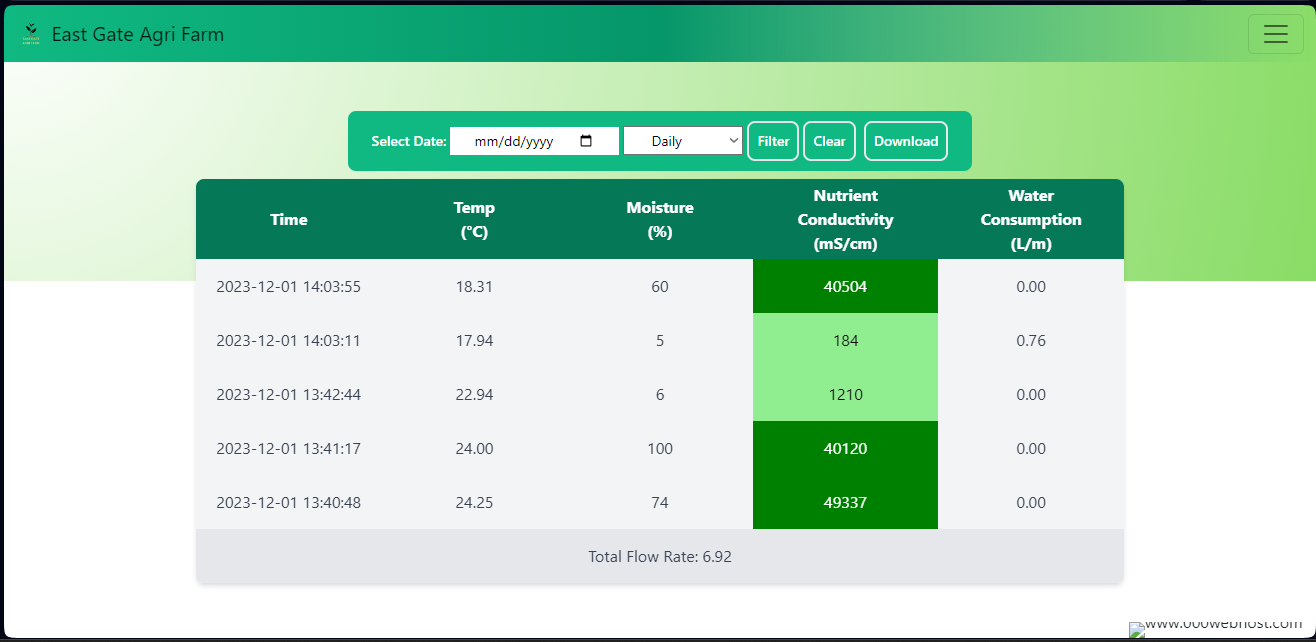 East Gate Agri Farm
Select Date: mm/dd/yyyy Daily Filter Clear Download
Time Temp (°C) Moisture (%) Nutrient Conductivity (mS/cm) Water Consumption (L/m)
2023-12-01 14:03:55 18.31 60 40504 0.00
2023-12-01 14:03:11 17.94 5 184 0.76
2023-12-01 13:42:44 22.94 6 1210 0.00
2023-12-01 13:41:17 24.00 100 40120 0.00
2023-12-01 13:40:48 24.25 74 49337 0.00
Total Flow Rate: 6.92
www.000webhost.com